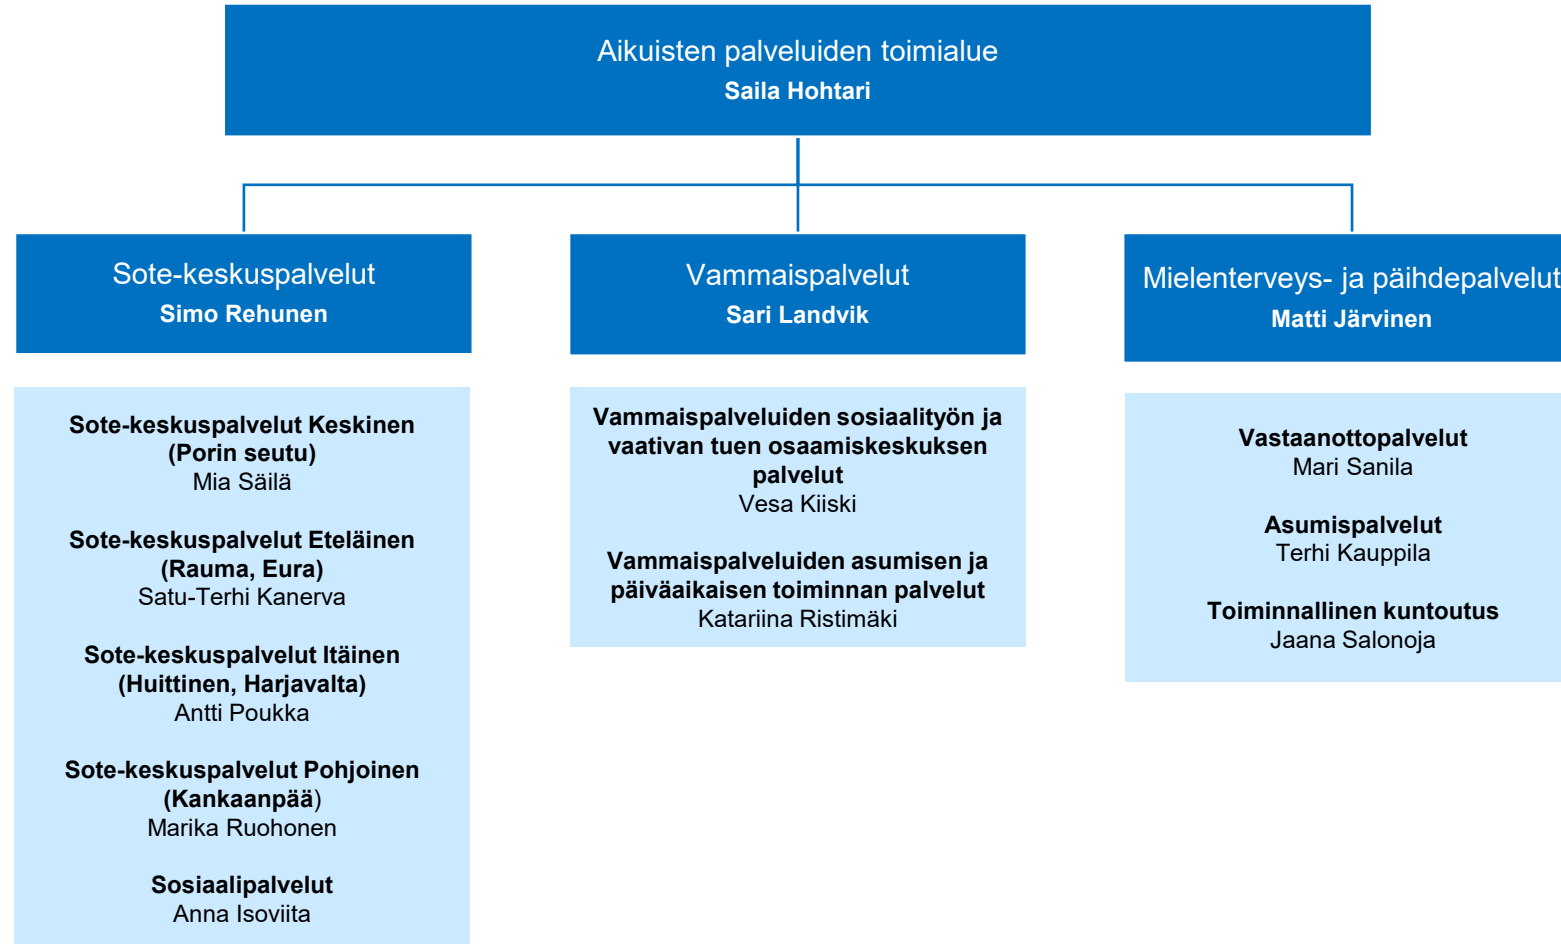 Aikuisten palveluiden toimialue
Saila Hohtari
Sote-keskuspalvelut
Simo Rehunen
Sote-keskuspalvelut Keskinen
(Porin seutu)
Mia Säilä
Sote-keskuspalvelut Eteläinen
(Rauma, Eura)
Satu-Terhi Kanerva
Sote-keskuspalvelut Itäinen
(Huittinen, Harjavalta)
Antti Poukka
Sote-keskuspalvelut Pohjoinen
(Kankaanpää)
Marika Ruohonen
Sosiaalipalvelut
Anna Isoviita
Vammaispalvelut
Sari Landvik
Vammaispalveluiden sosiaalityön ja
vaativan tuen osaamiskeskuksen
palvelut
Vesa Kiiski
Vammaispalveluiden asumisen ja
päiväaikaisen toiminnan palvelut
Katariina Ristimäki
Mielenterveys- ja päihdepalvelut
Matti Järvinen
Vastaanottopalvelut
Mari Sanila
Asumispalvelut
Terhi Kauppila
Toiminnallinen kuntoutus
Jaana Salonoja